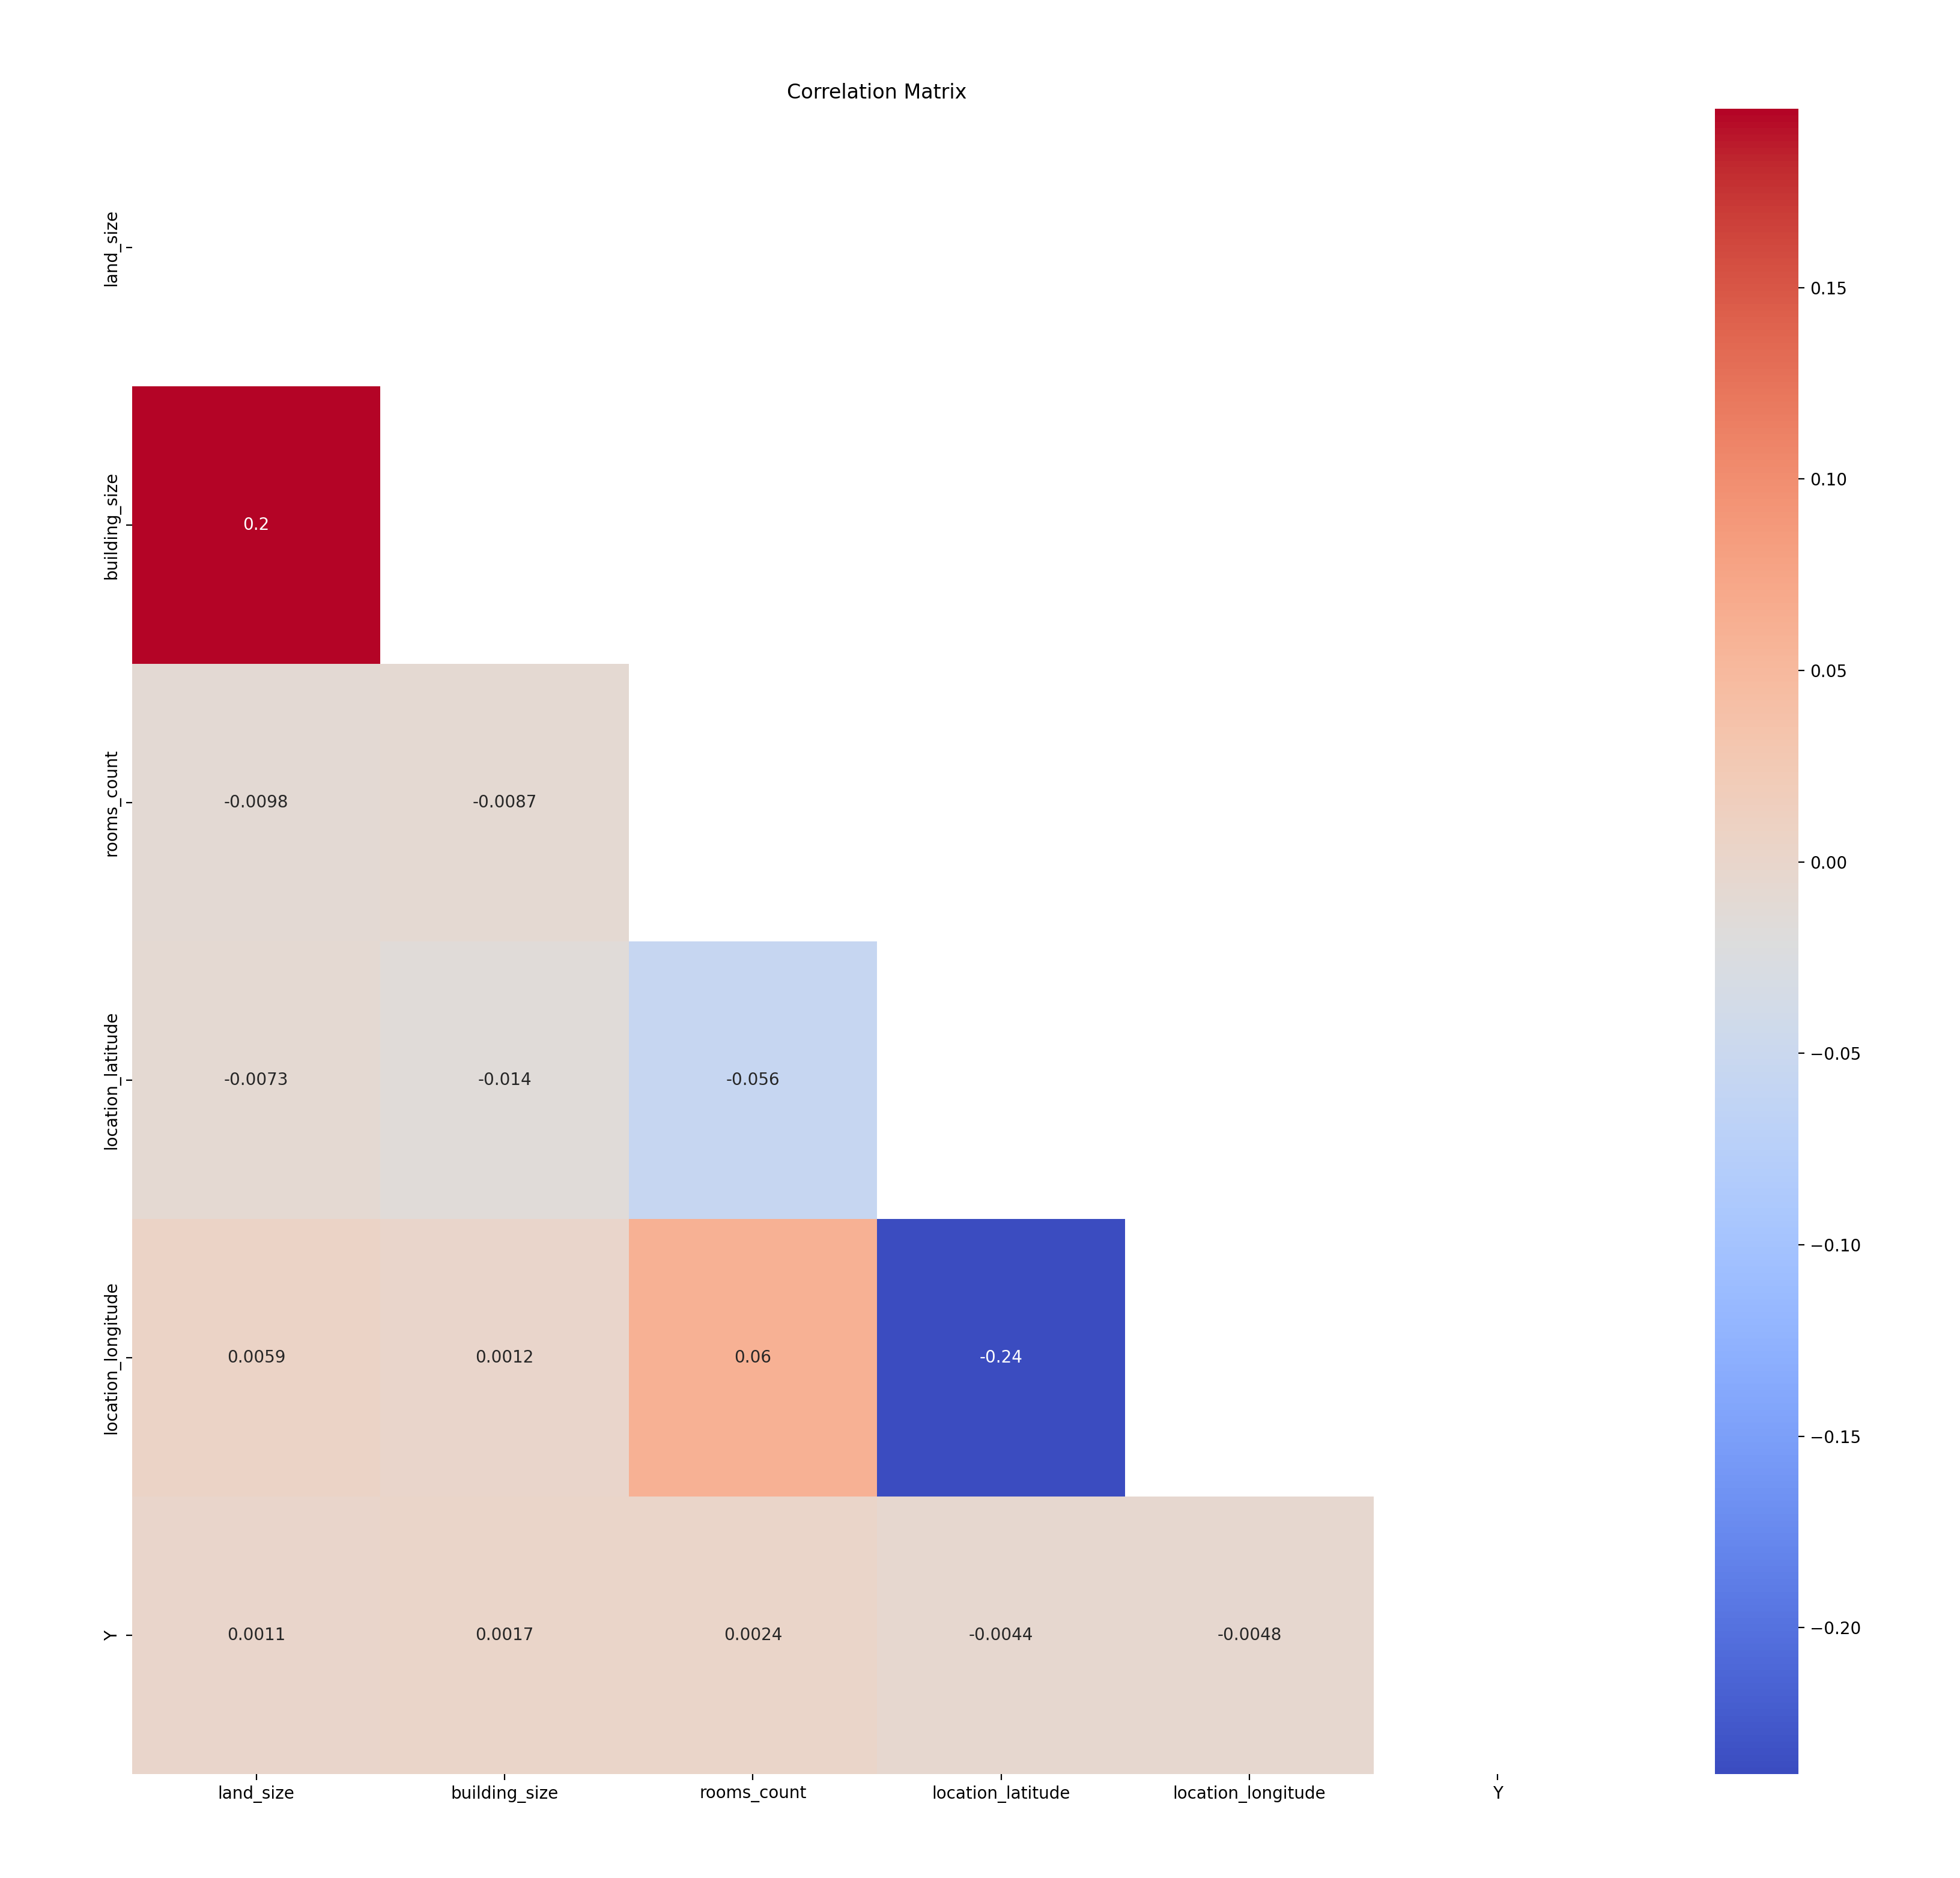 Correlation Matrix
land_size
building_size
0.2
rooms_count
-0.0098 -0.0087
location_latitude
-0.0073 -0.014 -0.056
location_longitude
0.0059 0.0012 0.06 -0.24
Y
0.0011 0.0017 0.0024 -0.0044 -0.0048
land_size building_size rooms_count location_latitude location_longitude Y
0.15
0.10
0.05
0.00
−0.05
−0.10
−0.15
−0.20